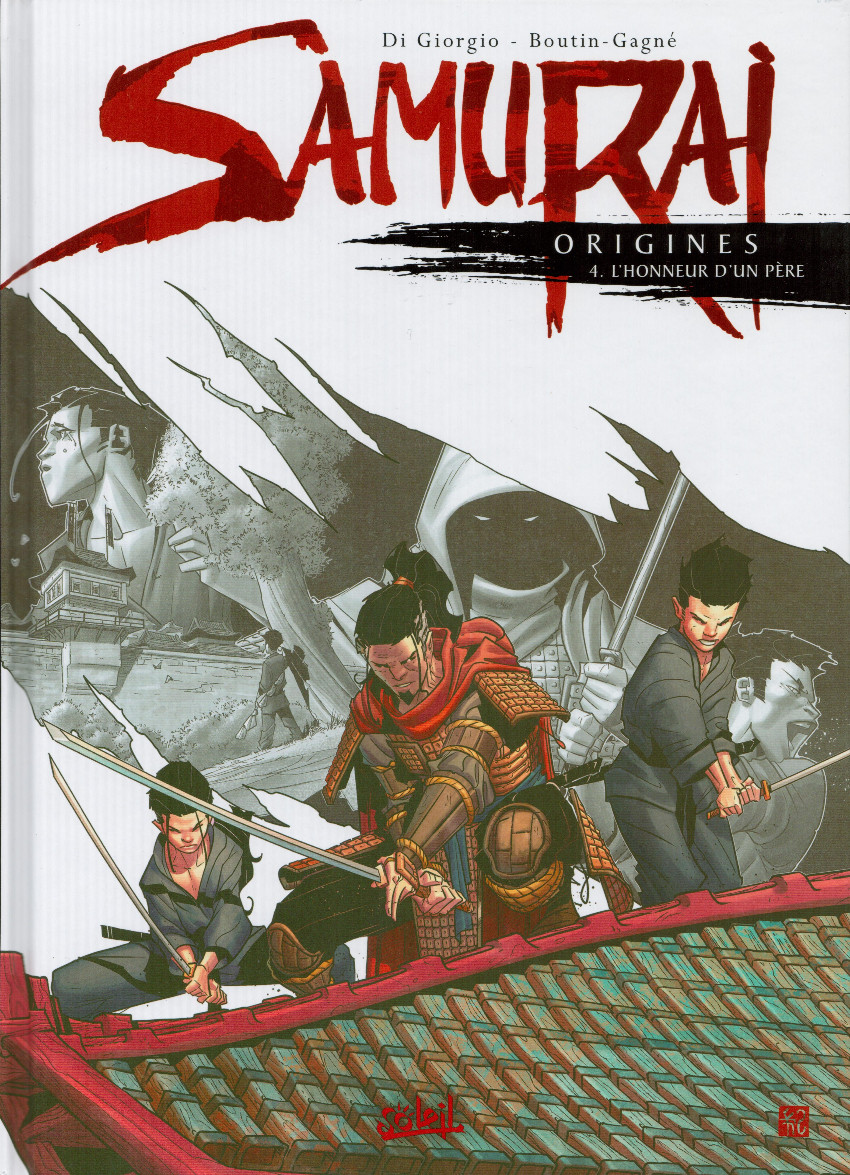 Di Giorgio - Boutin-Gagné
SAMURAI
ORIGINES
4. L'HONNEUR D'UN PÈRE
SOLEIL